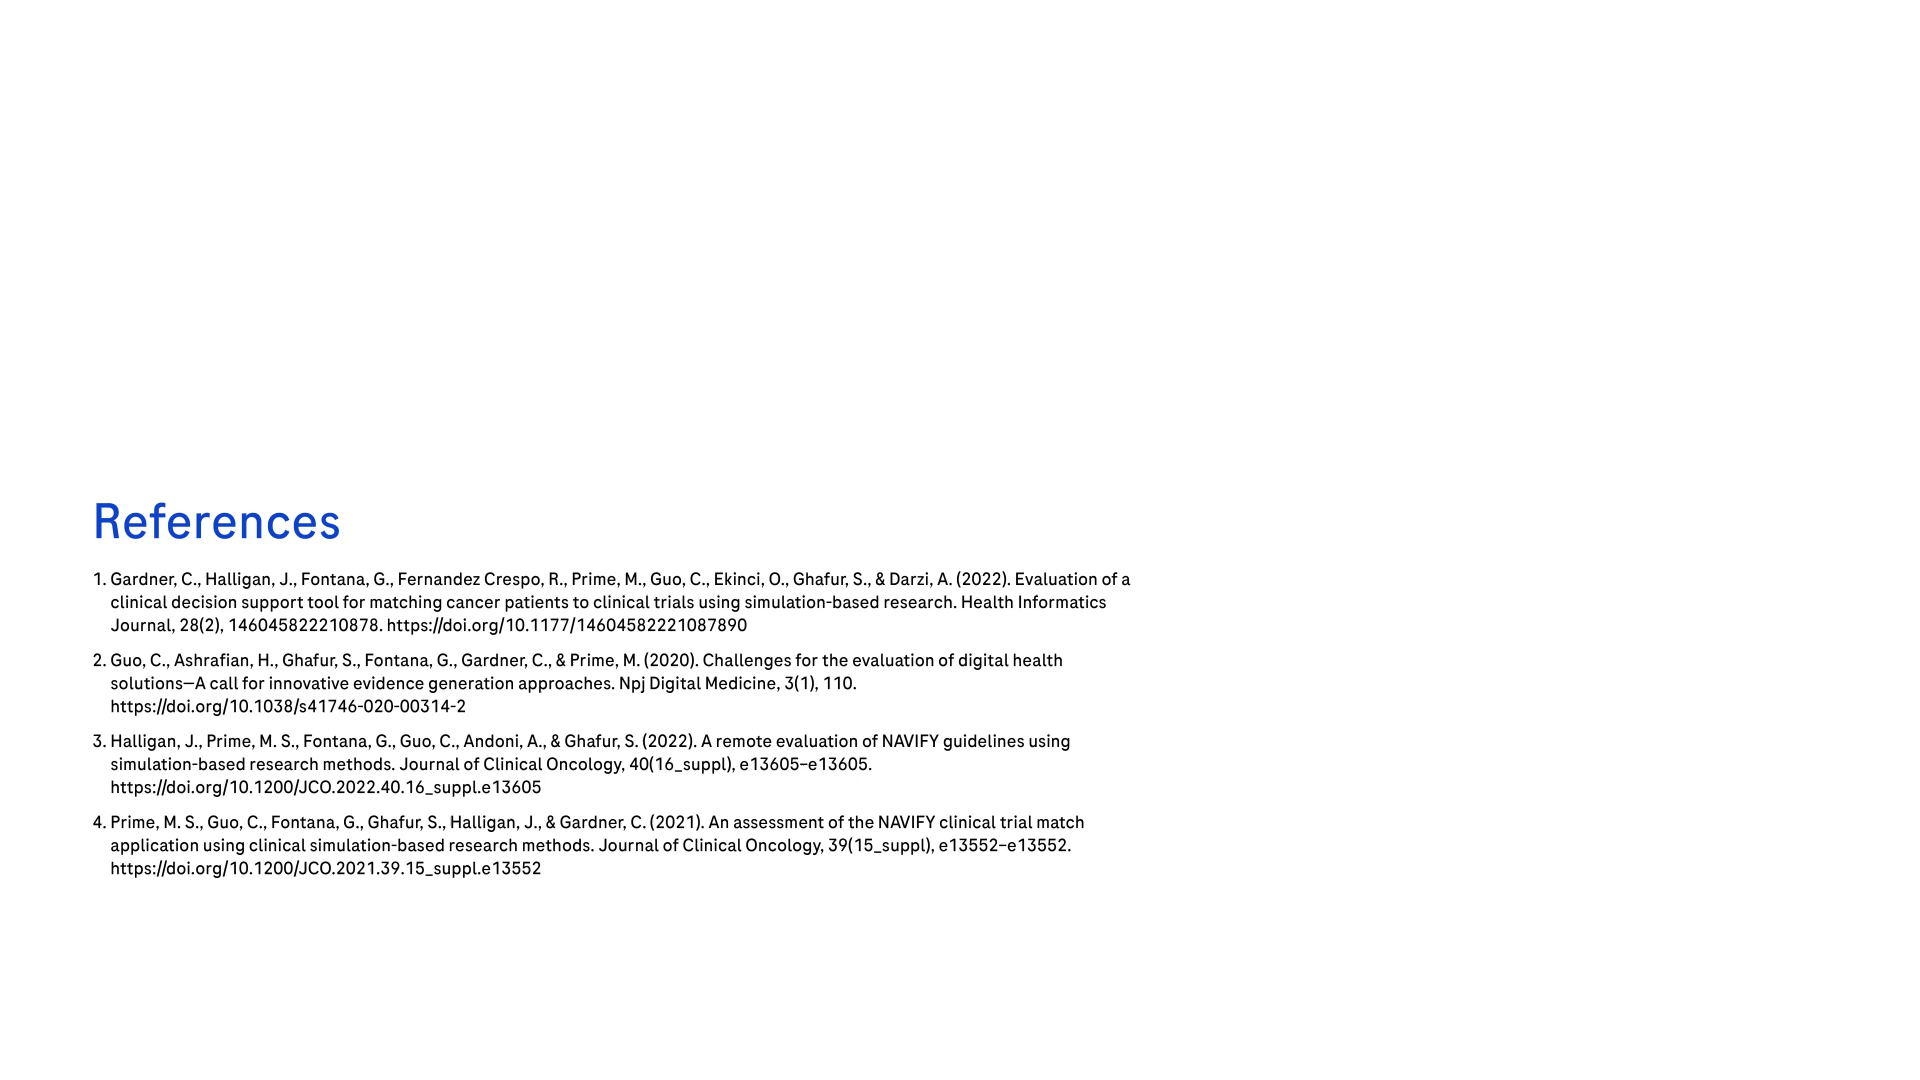 References
1. Gardner, C., Halligan, J., Fontana, G., Fernandez Crespo, R., Prime, M., Guo, C., Ekinci, O., Ghafur, S., & Darzi, A. (2022). Evaluation of a
clinical decision support tool for matching cancer patients to clinical trials using simulation-based research. Health Informatics
Journal, 28(2), 146045822210878. https://doi.org/10.1177/14604582221087890
2. Guo, C., Ashrafian, H., Ghafur, S., Fontana, G., Gardner, C., & Prime, M. (2020). Challenges for the evaluation of digital health
solutions—A call for innovative evidence generation approaches. Npj Digital Medicine, 3(1), 110.
https://doi.org/10.1038/s41746-020-00314-2
3. Halligan, J., Prime, M. S., Fontana, G., Guo, C., Andoni, A., & Ghafur, S. (2022). A remote evaluation of NAVIFY guidelines using
simulation-based research methods. Journal of Clinical Oncology, 40(16_suppl), e13605–e13605.
https://doi.org/10.1200/JCO.2022.40.16_suppl.e13605
4. Prime, M. S., Guo, C., Fontana, G., Ghafur, S., Halligan, J., & Gardner, C. (2021). An assessment of the NAVIFY clinical trial match
application using clinical simulation-based research methods. Journal of Clinical Oncology, 39(15_suppl), e13552–e13552.
https://doi.org/10.1200/JCO.2021.39.15_suppl.e13552